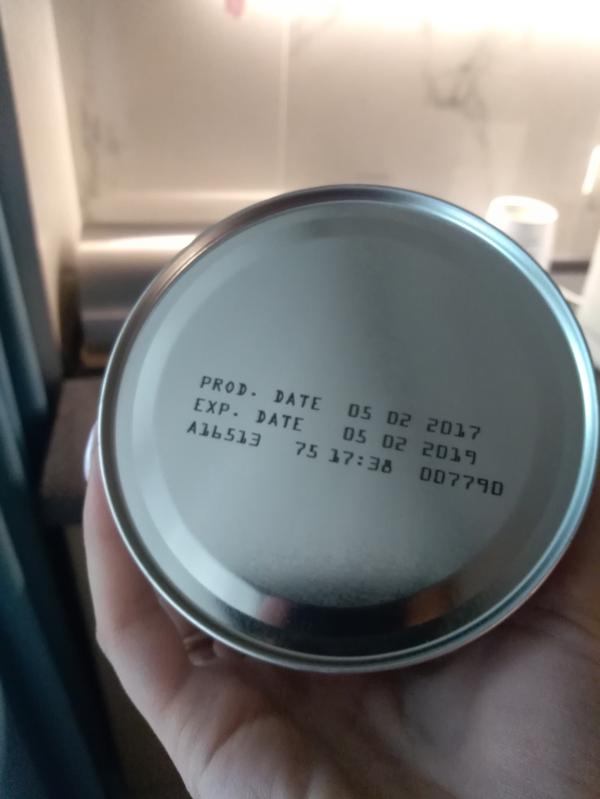 PROD. DATE 05 02 2017
EXP. DATE 05 02 2019
A16513 75 17:38 007790